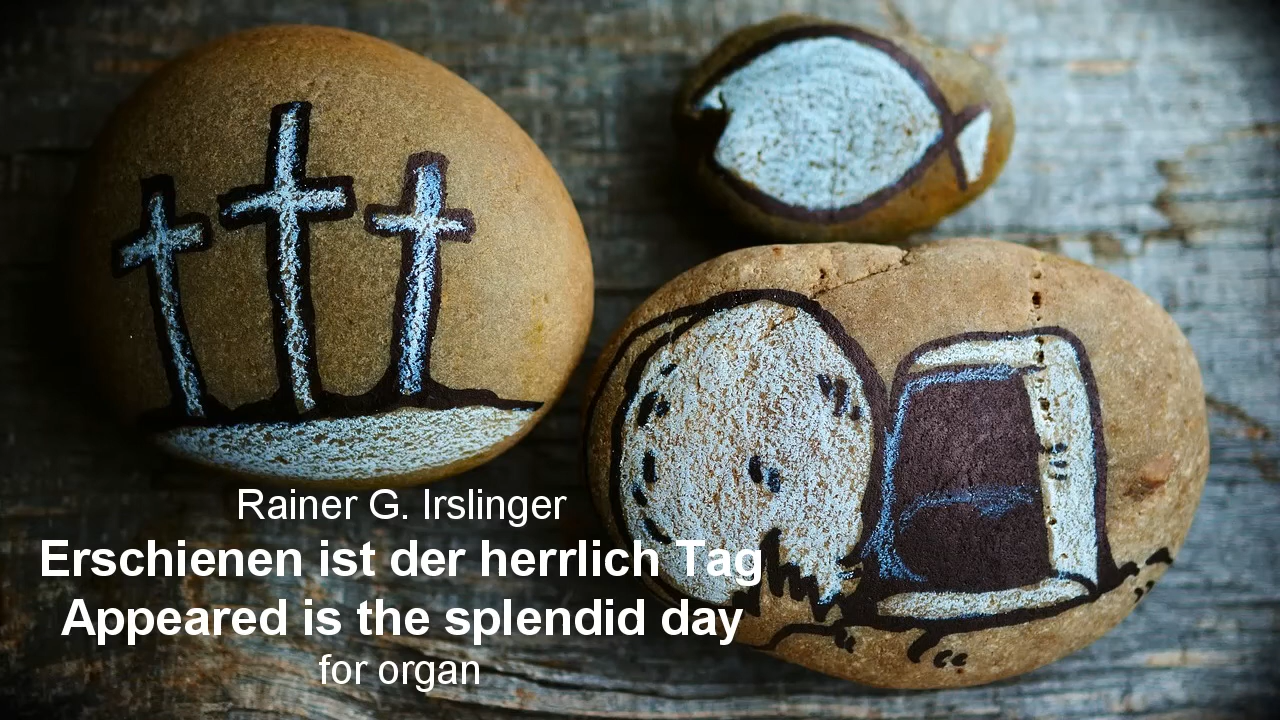 Rainer G. Irslinger
Erschienen ist der herrlich Tag
Appeared is the splendid day
for organ